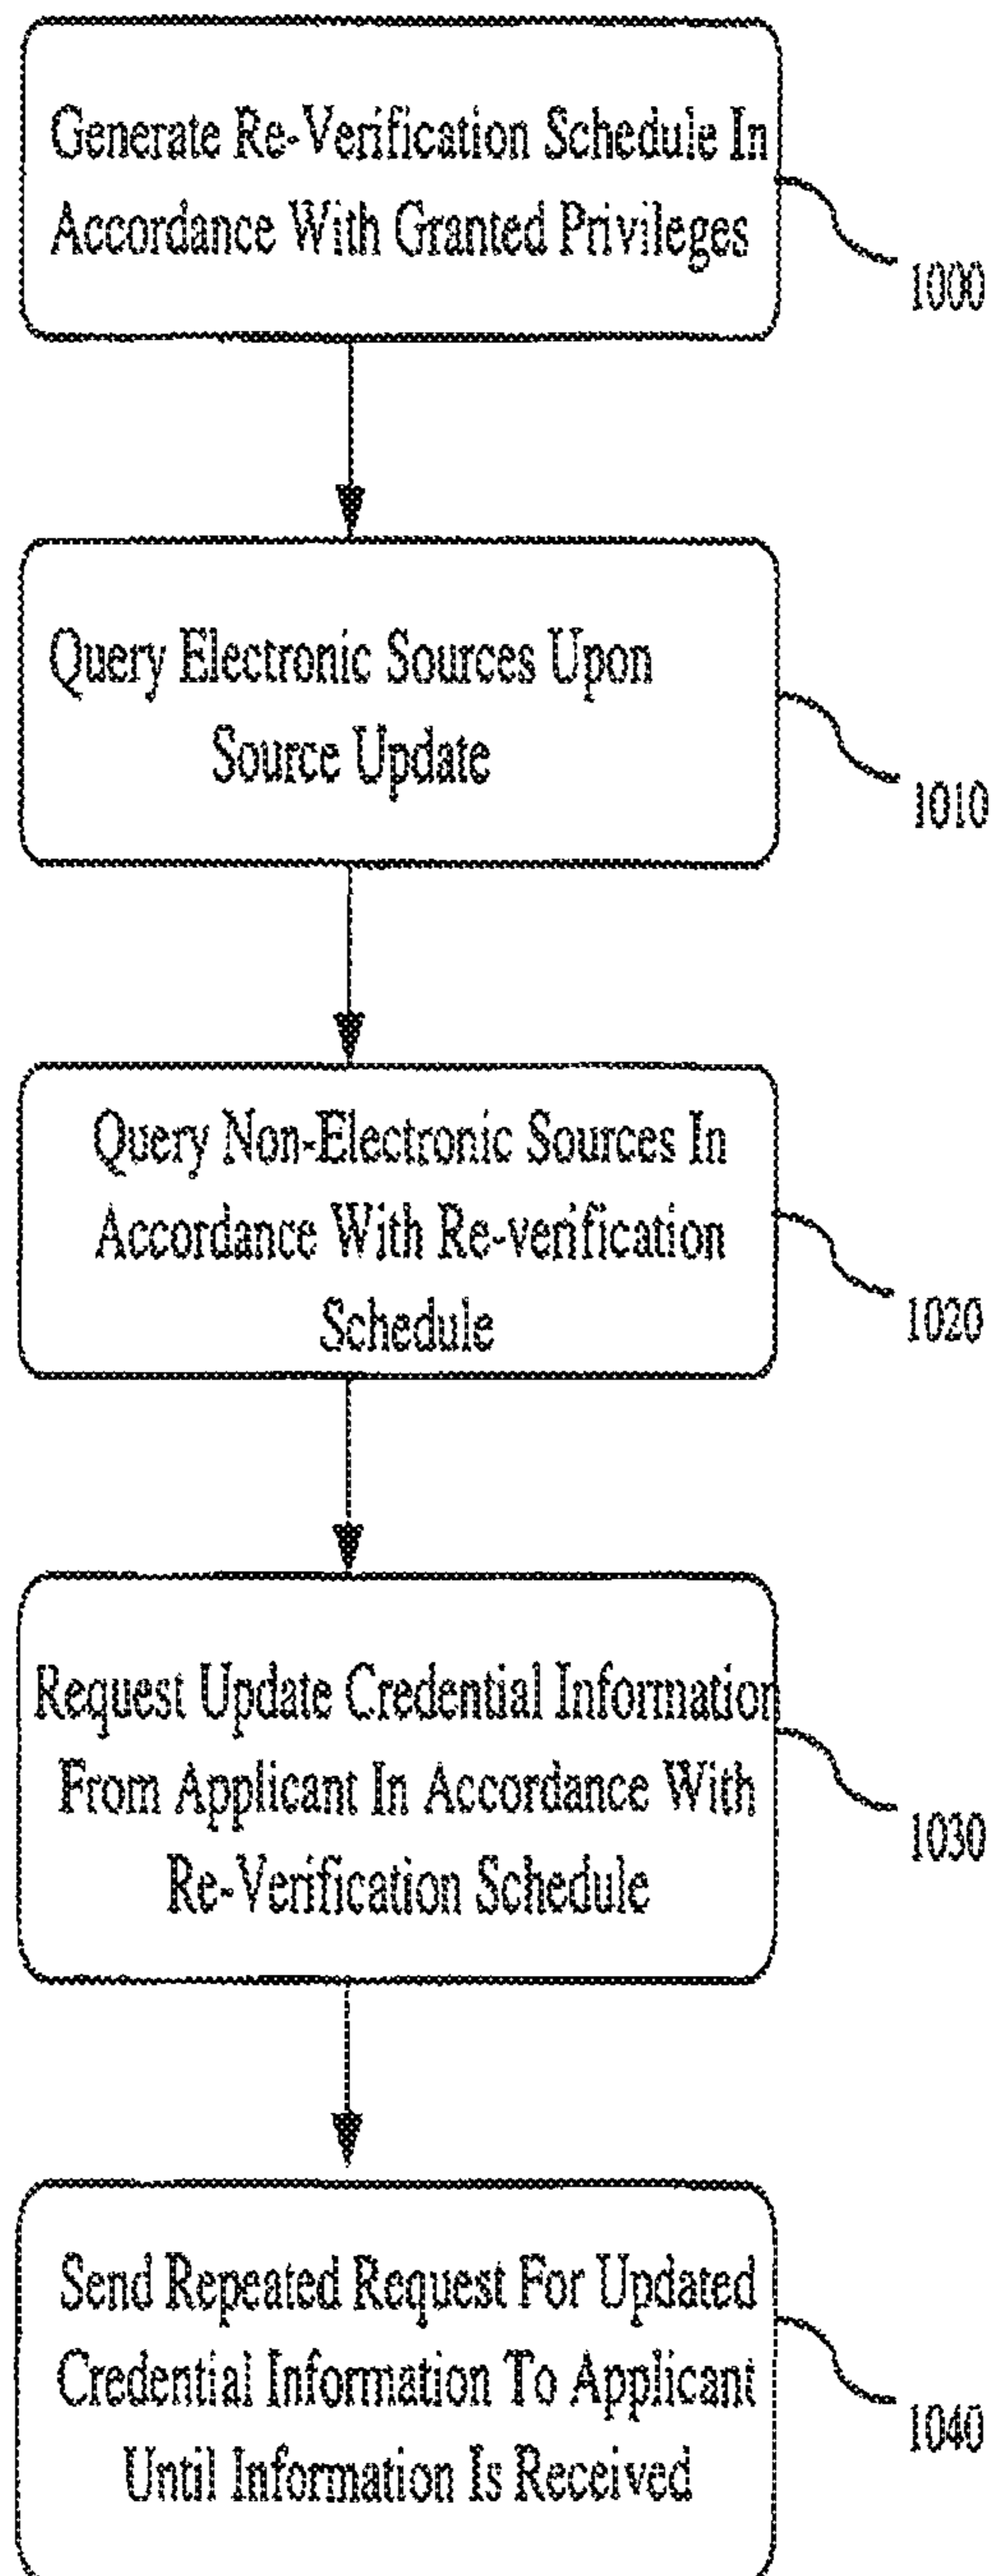 Generate Re-Verification Schedule In
Accordance With Granted Privileges
1000
Query Electronic Sources Upon
Source Update
1010
Query Non-Electronic Sources In
Accordance With Re-verification
Schedule
1020
Request Update Credential Information
From Applicant In Accordance With
Re-Verification Schedule
1030
Send Repeated Request For Updated
Credential Information To Applicant
Until Information Is Received
1040